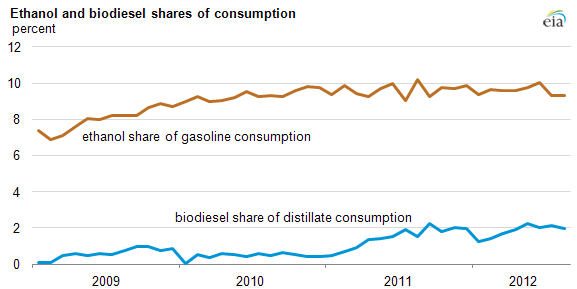 Ethanol and biodiesel shares of consumption
percent
eia
12
10
8
6
4
2
0
ethanol share of gasoline consumption
biodiesel share of distillate consumption
2009 2010 2011 2012